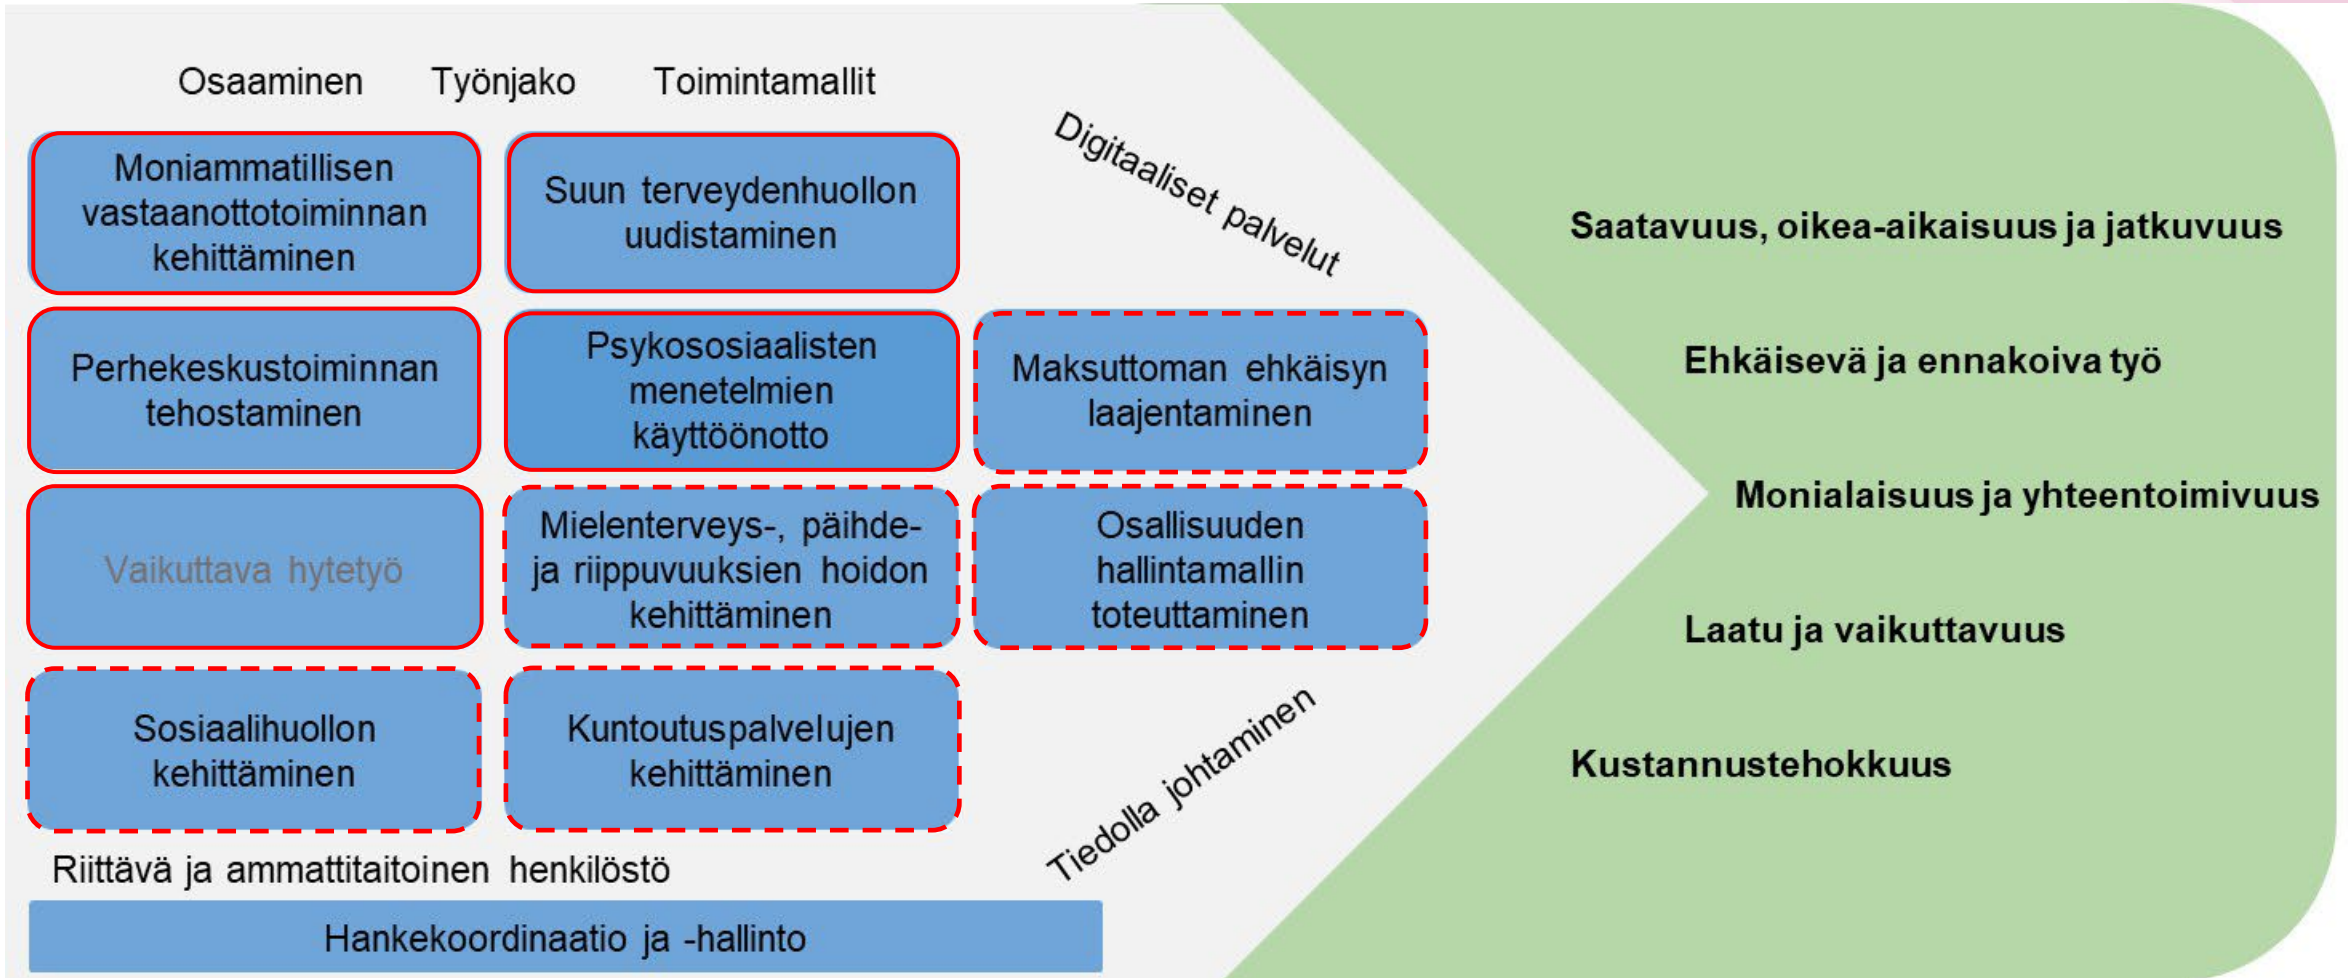 Osaaminen Työnjako Toimintamallit
Moniammatillisen
vastaanottotoiminnan
kehittäminen
Suun terveydenhuollon
uudistaminen
Digitaaliset palvelut
Perhekeskustoiminnan
tehostaminen
Psykososiaalisten
menetelmien
käyttöönotto
Maksuttoman ehkäisyn
laajentaminen
Vaikuttava hytetyö
Mielenterveys-, päihde-
ja riippuvuuksien hoidon
kehittäminen
Osallisuuden
hallintamallin
toteuttaminen
Sosiaalihuollon
kehittäminen
Kuntoutuspalvelujen
kehittäminen
Tiedolla johtaminen
Riittävä ja ammattitaitoinen henkilöstö
Hankekoordinaatio ja -hallinto
Saatavuus, oikea-aikaisuus ja jatkuvuus
Ehkäisevä ja ennakoiva työ
Monialaisuus ja yhteentoimivuus
Laatu ja vaikuttavuus
Kustannustehokkuus